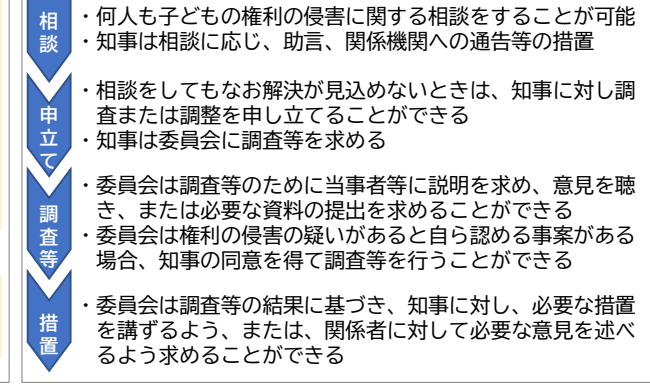 相談
・何人も子どもの権利の侵害に関する相談をすることが可能
・知事は相談に応じ、助言、関係機関への通告等の措置
申立て
・相談をしてもなお解決が見込めないときは、知事に対し調
査または調整を申し立てることができる
・知事は委員会に調査等を求める
調査等
・委員会は調査等のために当事者等に説明を求め、意見を聴
き、または必要な資料の提出を求めることができる
・委員会は権利の侵害の疑いがあると自ら認める事案がある
場合、知事の同意を得て調査等を行うことができる
措置
・委員会は調査等の結果に基づき、知事に対し、必要な措置
を講ずるよう、または、関係者に対して必要な意見を述べ
るよう求めることができる